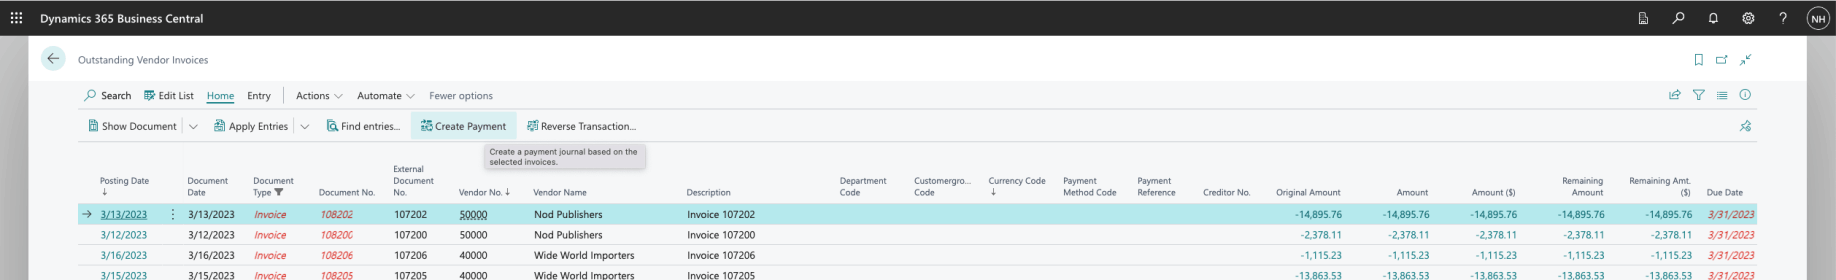 Dynamics 365 Business Central
NH
Outstanding Vendor Invoices
Search Edit List Home Entry Actions Automate Fewer options
Show Document Apply Entries Find entries... Create Payment Reverse Transaction...
Create a payment journal based on the
selected invoices.
Posting Date ↓ Document Date Document Type Document No. External Document No. Vendor No. ↓ Vendor Name Description Department Code Customergro... Code Currency Code ↓ Payment Method Code Payment Reference Creditor No. Original Amount Amount Amount ($) Remaining Amount Remaining Amt. ($) Due Date
3/13/2023 3/13/2023 Invoice 108202 107202 50000 Nod Publishers Invoice 107202 -14,895.76 -14,895.76 -14,895.76 -14,895.76 -14,895.76 3/31/2023
3/12/2023 3/12/2023 Invoice 108200 107200 50000 Nod Publishers Invoice 107200 -2,378.11 -2,378.11 -2,378.11 -2,378.11 -2,378.11 3/31/2023
3/16/2023 3/16/2023 Invoice 108206 107206 40000 Wide World Importers Invoice 107206 -1,115.23 -1,115.23 -1,115.23 -1,115.23 -1,115.23 3/31/2023
3/15/2023 3/15/2023 Invoice 108205 107205 40000 Wide World Importers Invoice 107205 -13,863.53 -13,863.53 -13,863.53 -13,863.53 -13,863.53 3/31/2023